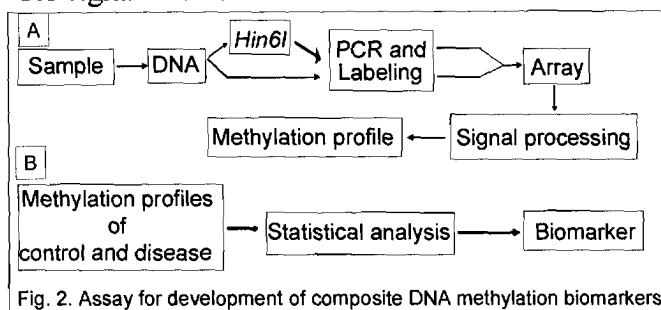 A
Sample
DNA
Hin6I
PCR and
Labeling
Array
Signal processing
Methylation profile
B
Methylation profiles
of
control and disease
Statistical analysis
Biomarker
Fig. 2. Assay for development of composite DNA methylation biomarkers